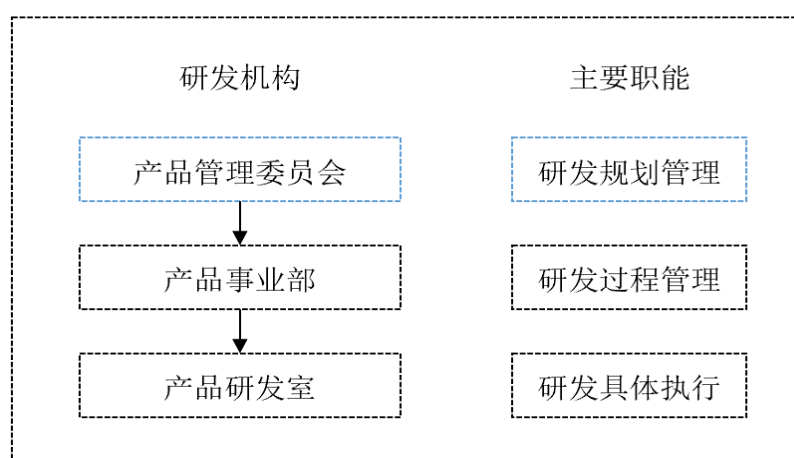 研发机构 主要职能
产品管理委员会 研发规划管理
产品事业部 研发过程管理
产品研发室 研发具体执行